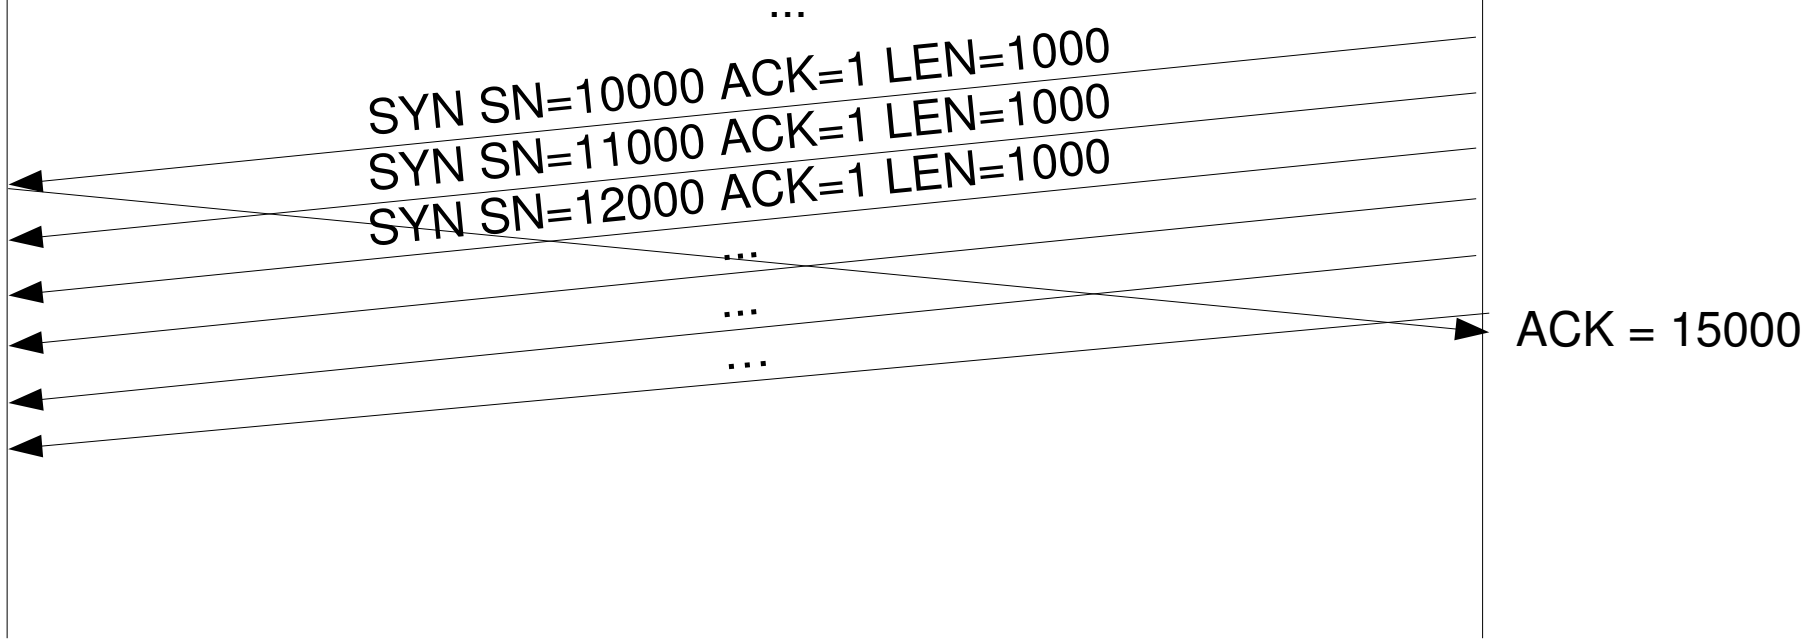 ...
SYN SN=10000 ACK=1 LEN=1000
SYN SN=11000 ACK=1 LEN=1000
SYN SN=12000 ACK=1 LEN=1000
...
...
ACK = 15000
...